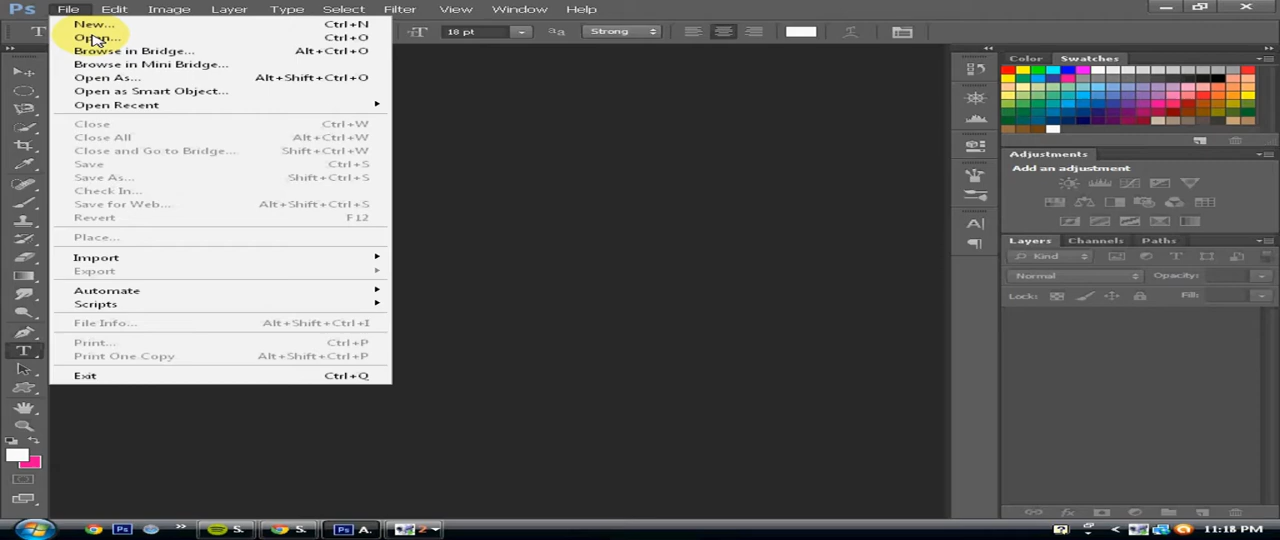 Ps File Edit Image Layer Type Select Filter View Window Help
T T 18 pt aa Strong
New... Ctrl+N
Open... Ctrl+O
Browse in Bridge... Alt+Ctrl+O
Browse in Mini Bridge...
Open As... Alt+Shift+Ctrl+O
Open as Smart Object...
Open Recent
Close Ctrl+W
Close All Alt+Ctrl+W
Close and Go to Bridge... Shift+Ctrl+W
Save Ctrl+S
Save As... Shift+Ctrl+S
Check In...
Save for Web... Alt+Shift+Ctrl+S
Revert F12
Place...
Import
Export
Automate
Scripts
File Info... Alt+Shift+Ctrl+I
Print... Ctrl+P
Print One Copy Alt+Shift+Ctrl+P
Exit Ctrl+Q
Color Swatches
Adjustments
Add an adjustment
Layers Channels Paths
Kind
Normal Opacity:
Lock: Fill:
Ps S. S. Ps A. 2 11:18 PM